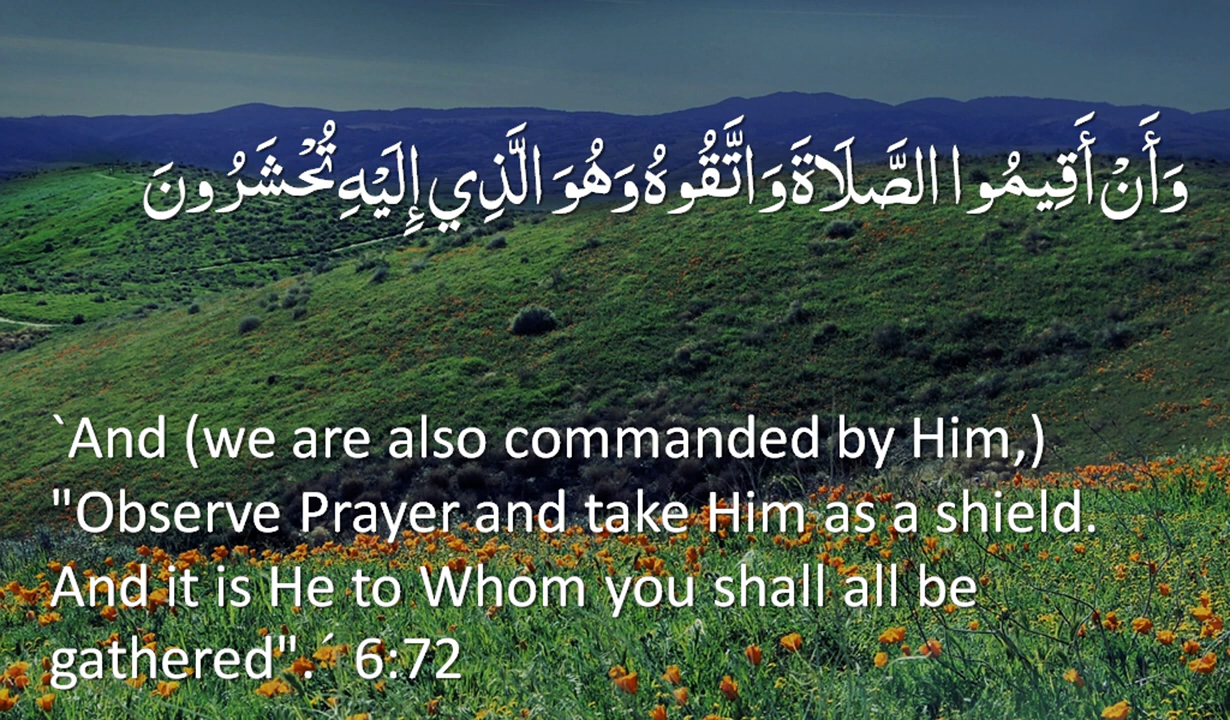 وَأَنْ أَقِيمُوا الصَّلَاةَ وَاتَّقُوهُ وَهُوَ الَّذِي إِلَيْهِ تُحْشَرُونَ
`And (we are also commanded by Him,)
"Observe Prayer and take Him as a shield.
And it is He to Whom you shall all be
gathered".´ 6:72